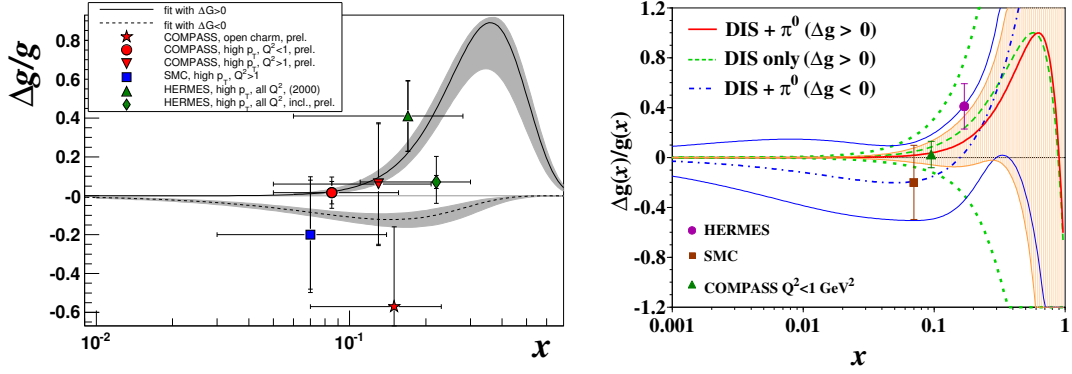 fit with ΔG>0
fit with ΔG<0
COMPASS, open charm, prel.
COMPASS, high p_T, Q²<1, prel.
COMPASS, high p_T, Q²>1, prel.
SMC, high p_T, Q²>1
HERMES, high p_T, all Q², (2000)
HERMES, high p_T, all Q², incl., prel.
Δg/g
0.8
0.6
0.4
0.2
-0
-0.2
-0.4
-0.6
10⁻²
10⁻¹
x
DIS + π⁰ (Δg > 0)
DIS only (Δg > 0)
DIS + π⁰ (Δg < 0)
Δg(x)/g(x)
1.2
0.8
0.4
0
-0.4
-0.8
-1.2
HERMES
SMC
COMPASS Q²<1 GeV²
0.001
0.01
0.1
1
x